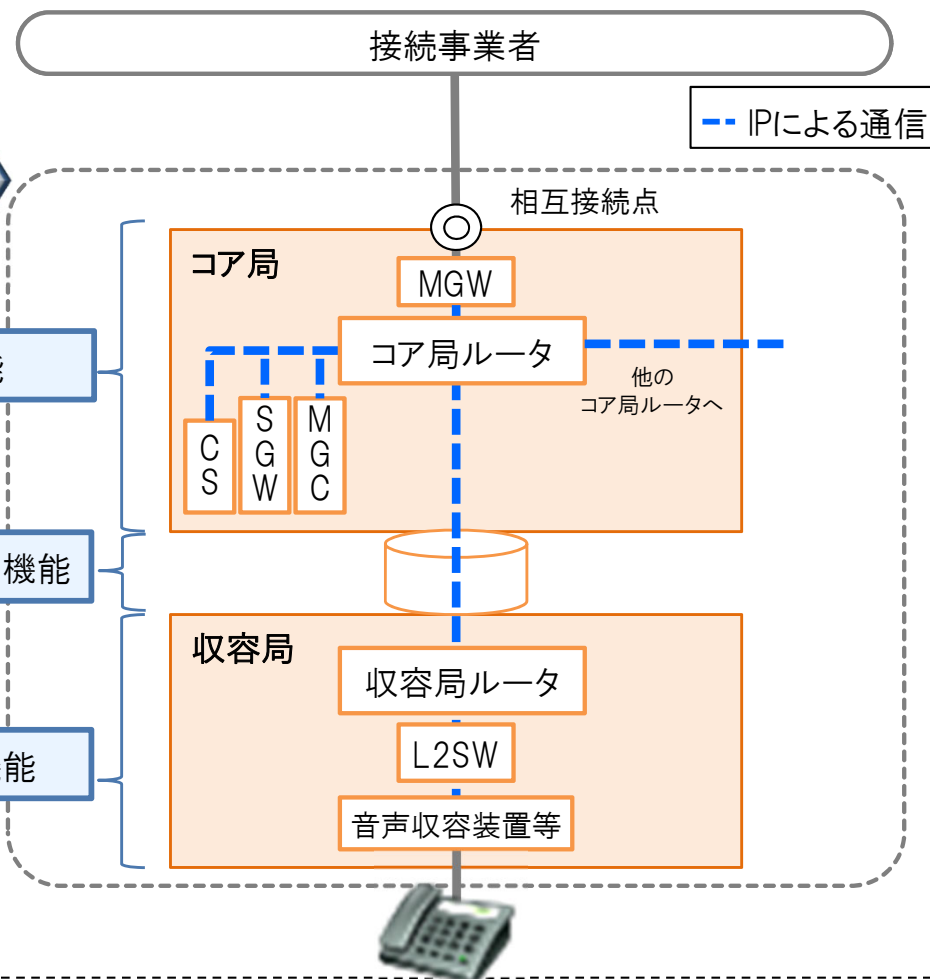 接続事業者
IPによる通信
相互接続点
コア局
MGW
コア局ルータ
他の
コア局ルータへ
CS
SGW
MGC
能
機能
収容局
収容局ルータ
L2SW
能
音声収容装置等